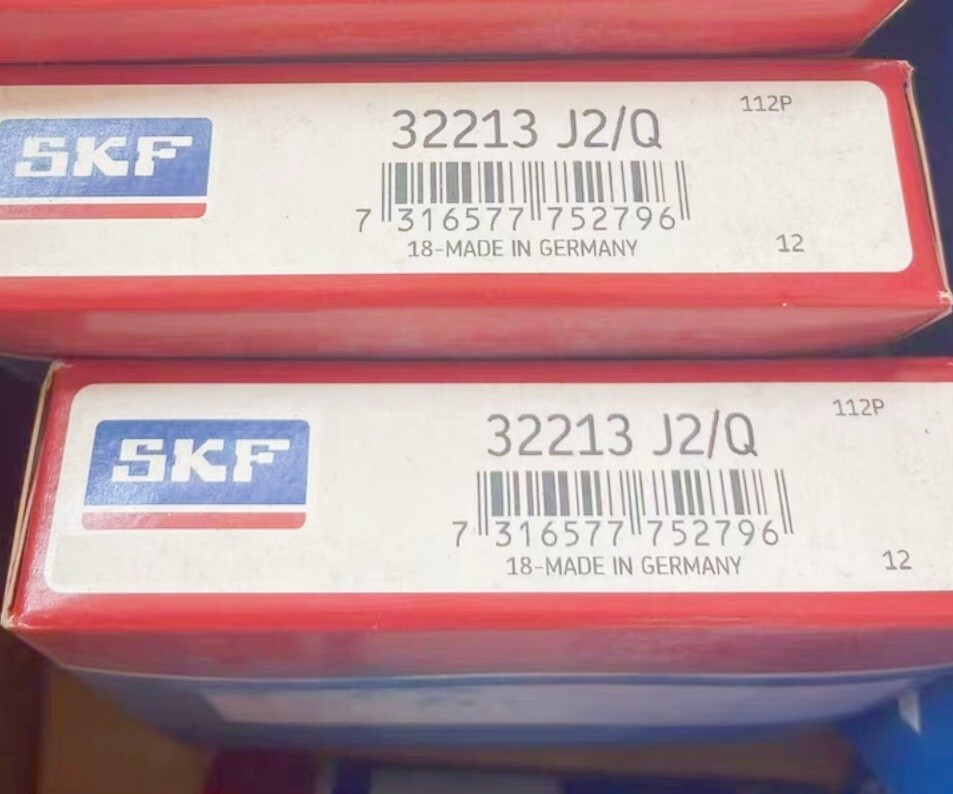 112P
SKF
32213 J2/Q
7 316577 752796
18-MADE IN GERMANY
12
112P
SKF
32213 J2/Q
7 316577 752796
18-MADE IN GERMANY
12